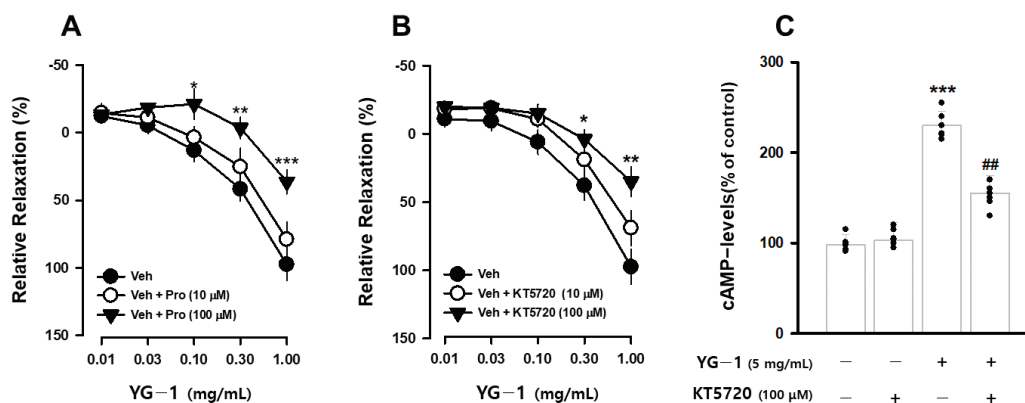 A
-50
0
50
100
150
Relative Relaxation (%)
*
**
***
Veh
Veh + Pro (10 μM)
Veh + Pro (100 μM)
0.01 0.03 0.10 0.30 1.00
YG−1 (mg/mL)
B
-50
0
50
100
150
Relative Relaxation (%)
*
**
Veh
Veh + KT5720 (10 μM)
Veh + KT5720 (100 μM)
0.01 0.03 0.10 0.30 1.00
YG−1 (mg/mL)
C
300
200
100
0
cAMP−levels(% of control)
***
##
YG−1 (5 mg/mL) − − + +
KT5720 (100 μM) − + − +